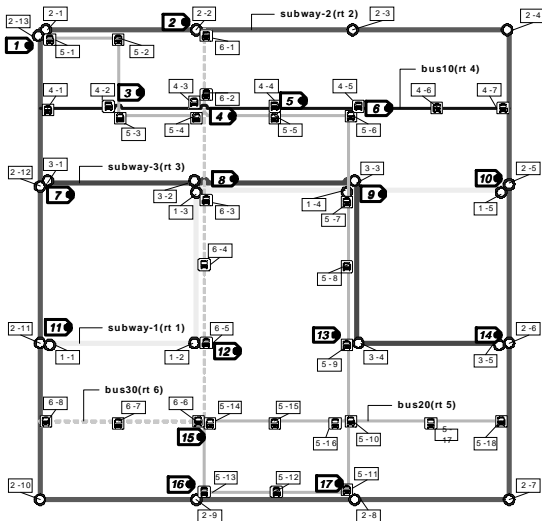 2-13 2-1 2 2-2 subway-2(rt 2) 2-3 2-4
1 5-1 5-2 6-1
bus10(rt 4)
4-1 4-2 3 4-3 6-2 4-4 5 4-5 6 4-6 4-7
5-3 5-4 4 5-5 5-6
3-1 subway-3(rt 3) 8 3-3 10 2-5
2-12 7 3-2 9
1-3 6-3 1-4 5-7 1-5
6-4 5-8
2-11 11 subway-1(rt 1) 6-5 13 14 2-6
1-1 1-2 12 5-9 3-4 3-5
bus30(rt 6)
6-8 6-7 6-6 5-14 5-15 bus20(rt 5)
15 5-16 5-10 5-17 5-18
16 5-13 5-12 17 5-11
2-10 2-9 2-8 2-7